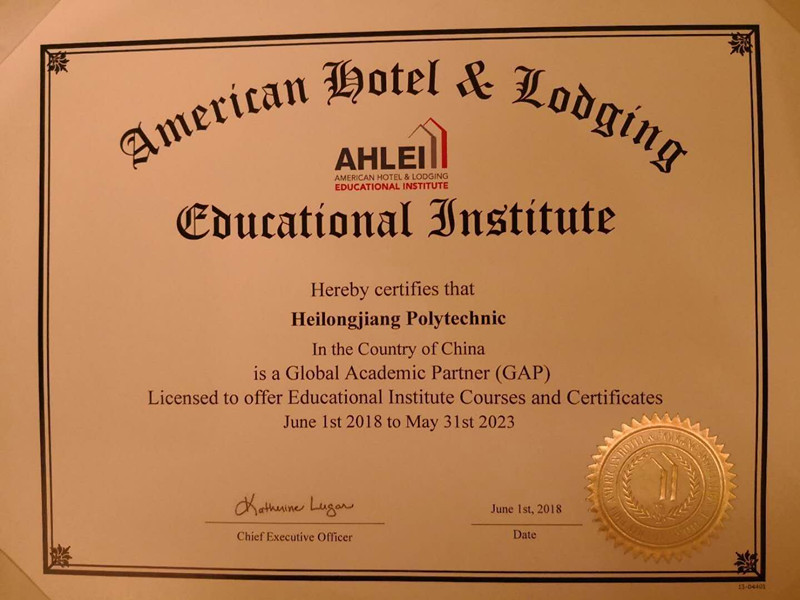 American Hotel & Lodging
AHLEI
AMERICAN HOTEL & LODGING
EDUCATIONAL INSTITUTE
Educational Institute
Hereby certifies that
Heilongjiang Polytechnic
In the Country of China
is a Global Academic Partner (GAP)
Licensed to offer Educational Institute Courses and Certificates
June 1st 2018 to May 31st 2023
Katherine Lugar
June 1st, 2018
Chief Executive Officer
Date